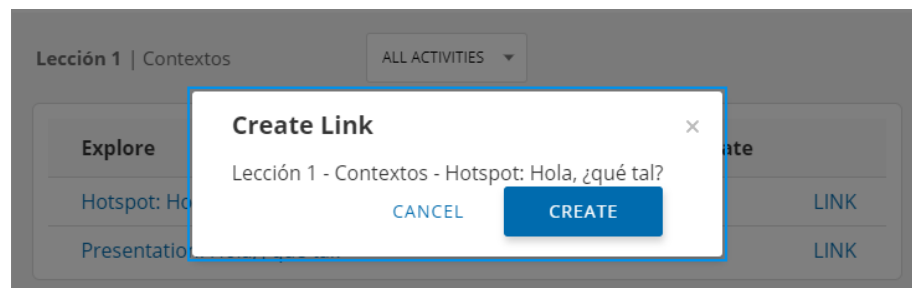 Lección 1 | Contextos ALL ACTIVITIES
Create Link ×
Explore ate
Lección 1 - Contextos - Hotspot: Hola, ¿qué tal?
Hotspot: Ho CANCEL CREATE LINK
Presentation LINK